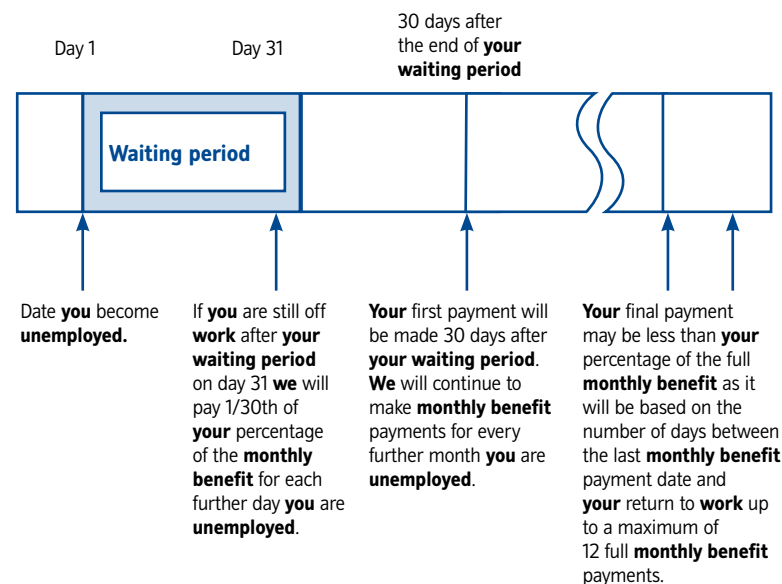 Day 1
Day 31
30 days after
the end of your
waiting period
Waiting period
Date you become
unemployed.
If you are still off
work after your
waiting period
on day 31 we will
pay 1/30th of
your percentage
of the monthly
benefit for each
further day you are
unemployed.
Your first payment will
be made 30 days after
your waiting period.
We will continue to
make monthly benefit
payments for every
further month you are
unemployed.
Your final payment
may be less than your
percentage of the full
monthly benefit as it
will be based on the
number of days between
the last monthly benefit
payment date and
your return to work up
to a maximum of
12 full monthly benefit
payments.